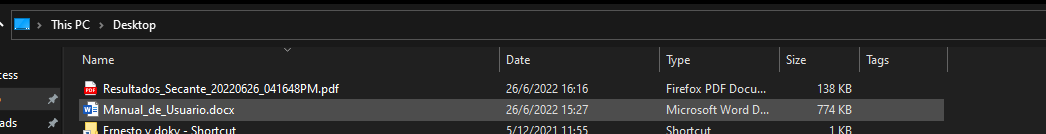 This PC > Desktop
Name Date Type Size Tags
cess
Resultados_Secante_20220626_041648PM.pdf 26/6/2022 16:16 Firefox PDF Docu... 138 KB
Manual_de_Usuario.docx 26/6/2022 15:27 Microsoft Word D... 774 KB
ads
Ernesto y doky - Shortcut 5/12/2021 11:55 Shortcut 1 KB